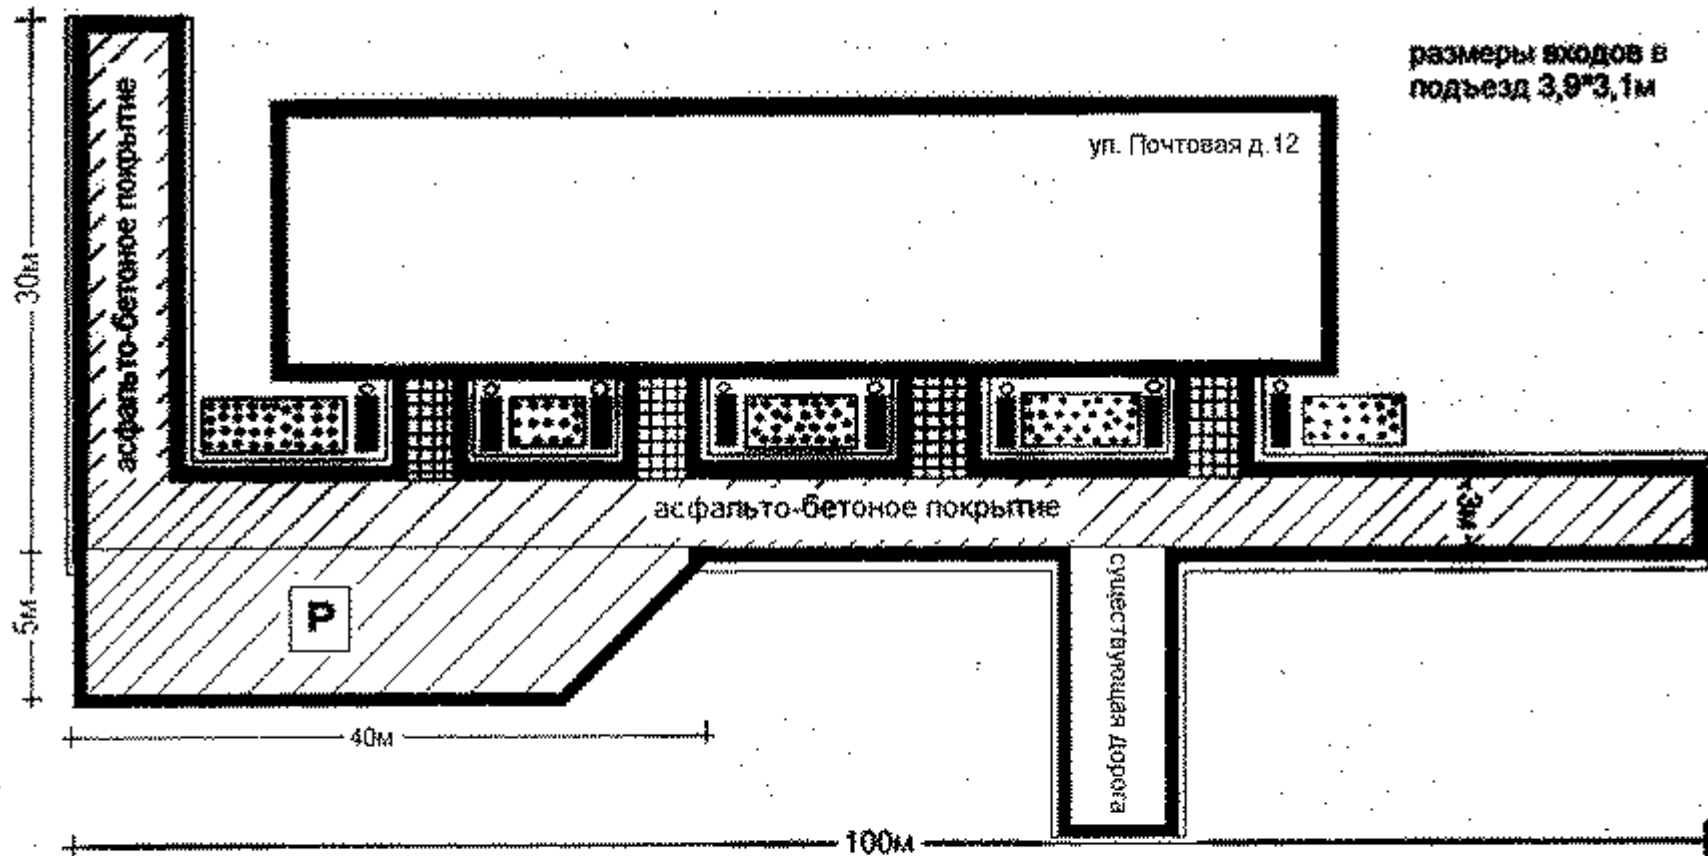 размеры входов в
подъезд 3,9*3,1м
ул. Почтовая д.12
30м
асфальто-бетоное покрытие
асфальто-бетоное покрытие
3м
5м
P
существующая дорога
40м
100м